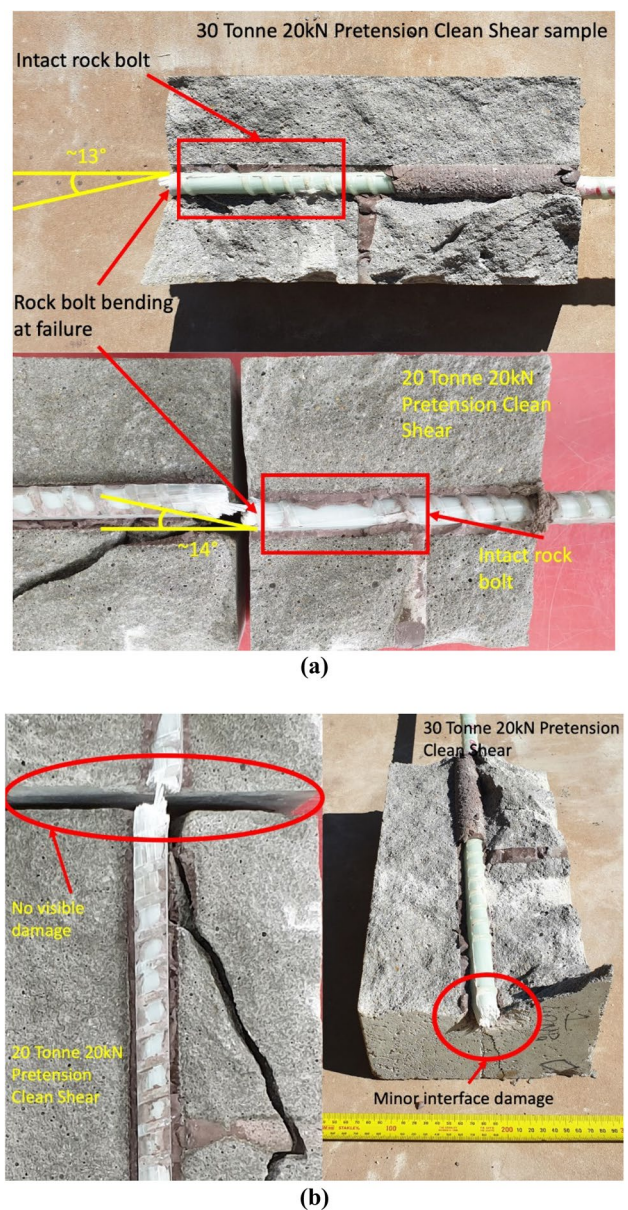 30 Tonne 20kN Pretension Clean Shear sample
Intact rock bolt
~13°
Rock bolt bending
at failure
20 Tonne 20kN
Pretension Clean
Shear
~14°
Intact rock
bolt
(a)
30 Tonne 20kN Pretension
Clean Shear
No visible
damage
20 Tonne 20kN
Pretension
Clean Shear
Minor interface damage
100
200
(b)